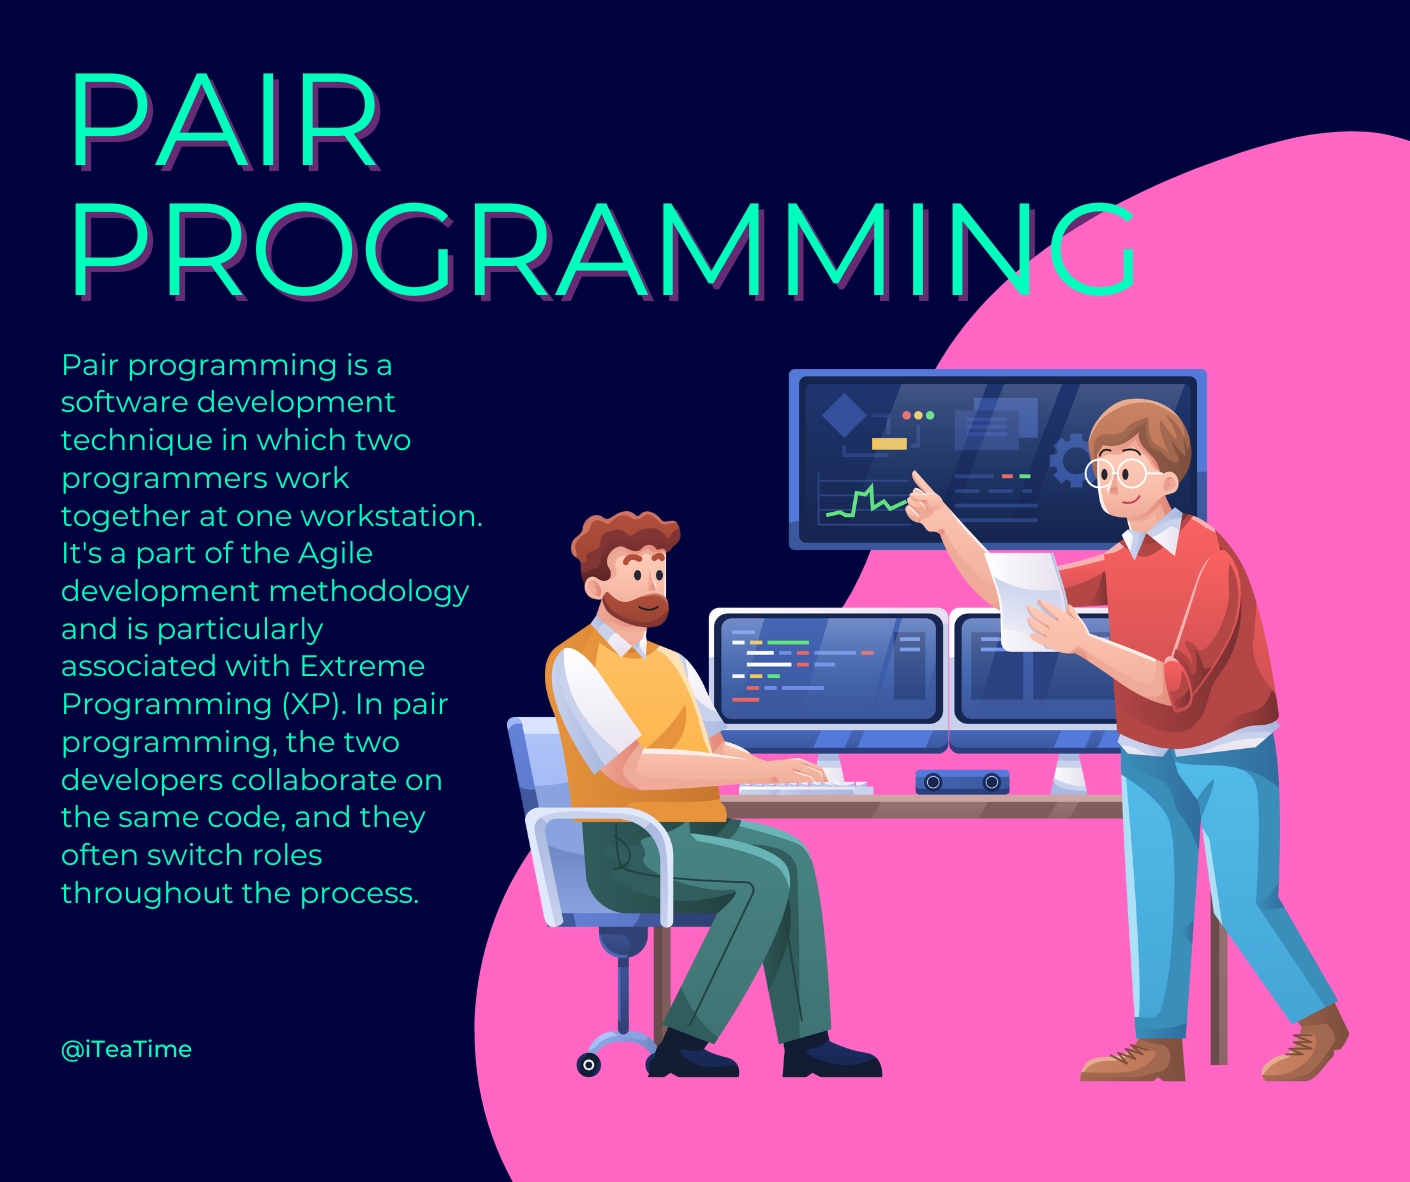 PAIR
PROGRAMMING
Pair programming is a
software development
technique in which two
programmers work
together at one workstation.
It's a part of the Agile
development methodology
and is particularly
associated with Extreme
Programming (XP). In pair
programming, the two
developers collaborate on
the same code, and they
often switch roles
throughout the process.
@iTeaTime